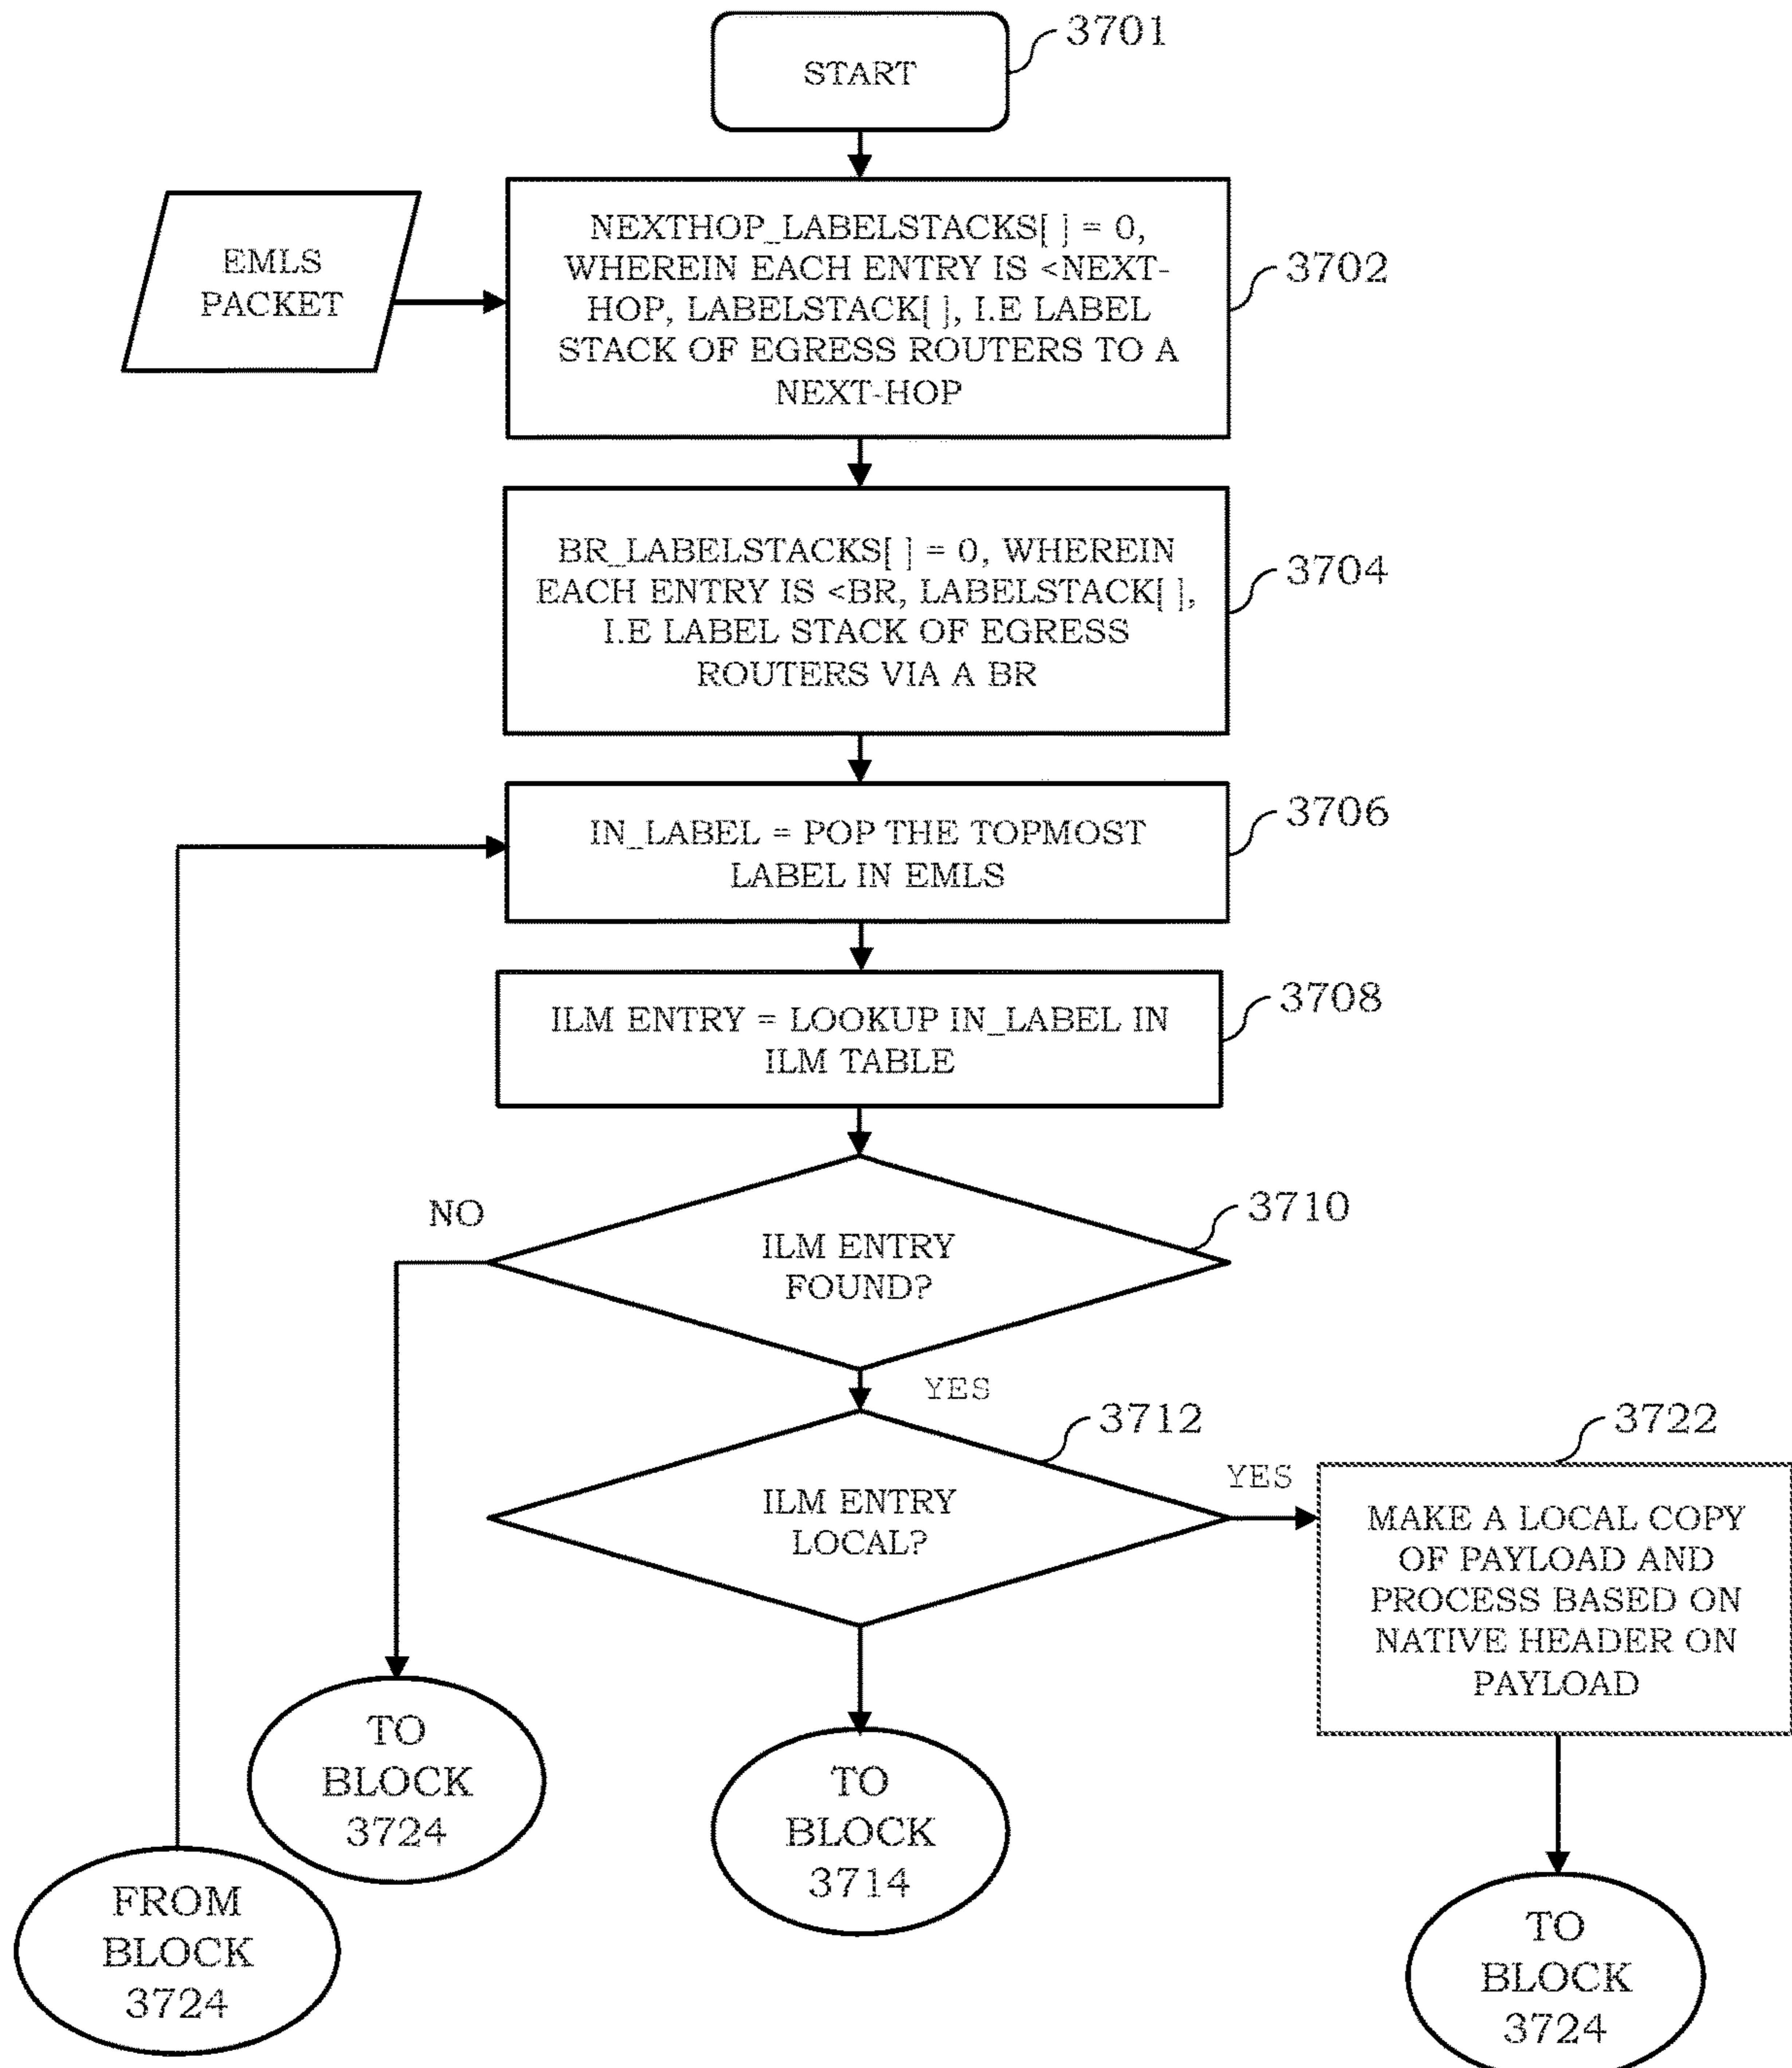 3701
START
EMLS
PACKET
NEXTHOP_LABELSTACKS[ ] = 0,
WHEREIN EACH ENTRY IS <NEXT-
HOP, LABELSTACK[ ], I.E LABEL
STACK OF EGRESS ROUTERS TO A
NEXT-HOP
3702
BR_LABELSTACKS[ ] = 0, WHEREIN
EACH ENTRY IS <BR, LABELSTACK[ ],
I.E LABEL STACK OF EGRESS
ROUTERS VIA A BR
3704
IN_LABEL = POP THE TOPMOST
LABEL IN EMLS
3706
ILM ENTRY = LOOKUP IN_LABEL IN
ILM TABLE
3708
NO
ILM ENTRY
FOUND?
3710
YES
ILM ENTRY
LOCAL?
3712
YES
3722
MAKE A LOCAL COPY
OF PAYLOAD AND
PROCESS BASED ON
NATIVE HEADER ON
PAYLOAD
TO
BLOCK
3724
TO
BLOCK
3714
FROM
BLOCK
3724
TO
BLOCK
3724